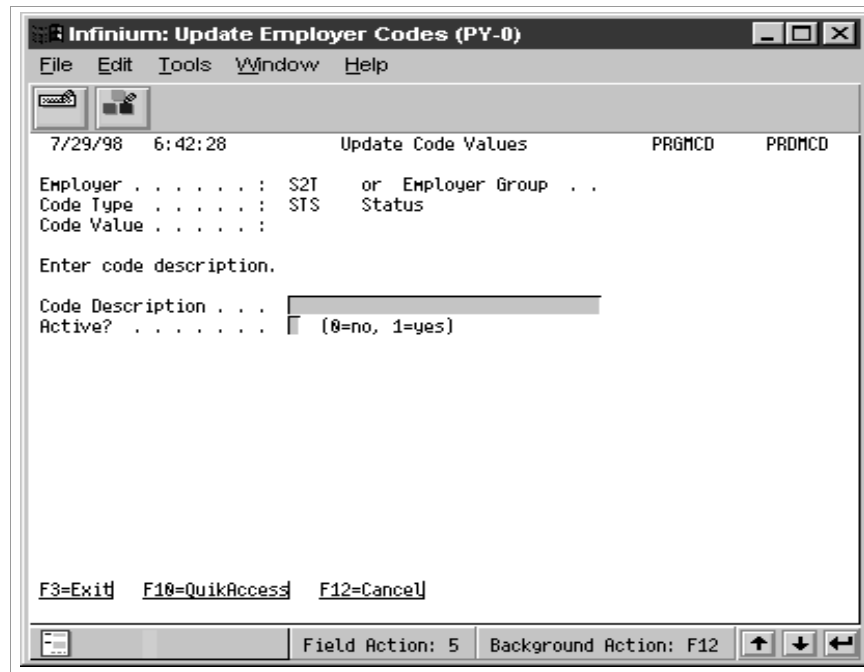 Infinium: Update Employer Codes (PY-0)
File Edit Tools Window Help
7/29/98 6:42:28 Update Code Values PRGMCD PRDMCD
Employer . . . . . . : S2T or Employer Group . .
Code Type . . . . . : STS Status
Code Value . . . . . :
Enter code description.
Code Description . . .
Active? . . . . . . . (0=no, 1=yes)
F3=Exit F10=QuikAccess F12=Cancel
Field Action: 5 Background Action: F12